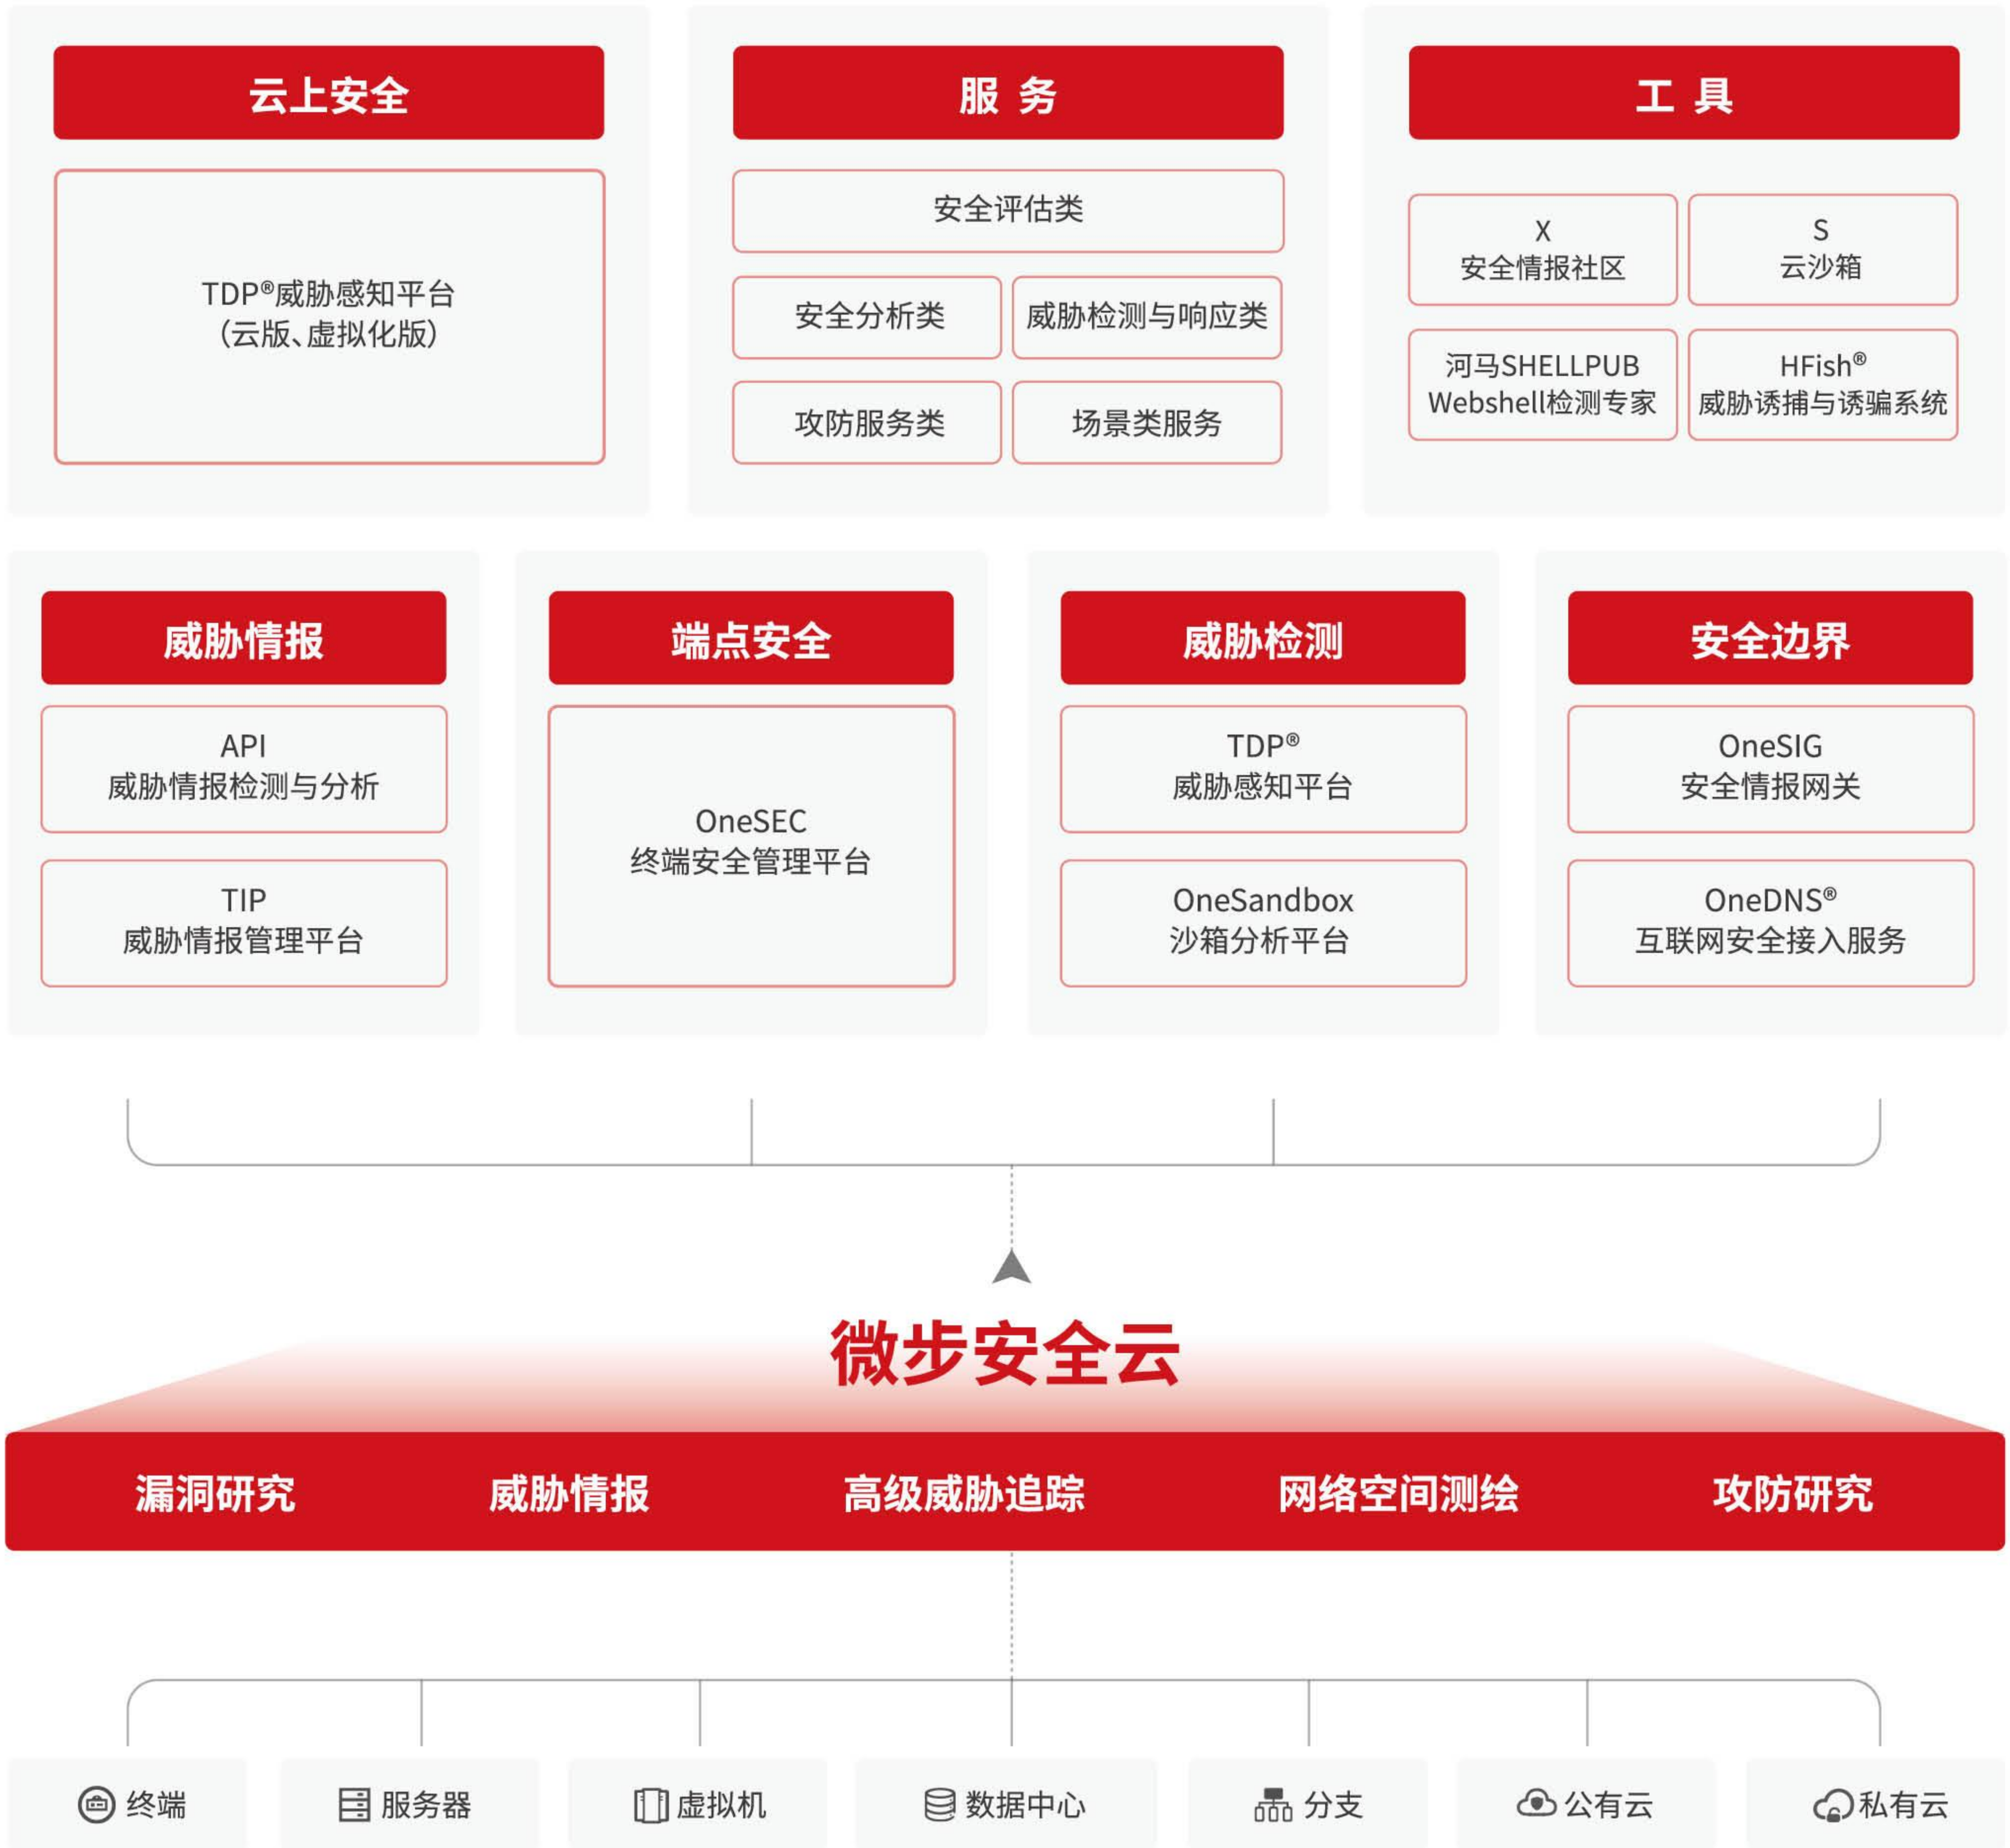 云上安全
TDP®威胁感知平台
（云版、虚拟化版）
服 务
安全评估类
安全分析类
威胁检测与响应类
攻防服务类
场景类服务
工 具
X
安全情报社区
S
云沙箱
河马SHELLPUB
Webshell检测专家
HFish®
威胁诱捕与诱骗系统
威胁情报
API
威胁情报检测与分析
TIP
威胁情报管理平台
端点安全
OneSEC
终端安全管理平台
威胁检测
TDP®
威胁感知平台
OneSandbox
沙箱分析平台
安全边界
OneSIG
安全情报网关
OneDNS®
互联网安全接入服务
微步安全云
漏洞研究
威胁情报
高级威胁追踪
网络空间测绘
攻防研究
终端
服务器
虚拟机
数据中心
分支
公有云
私有云